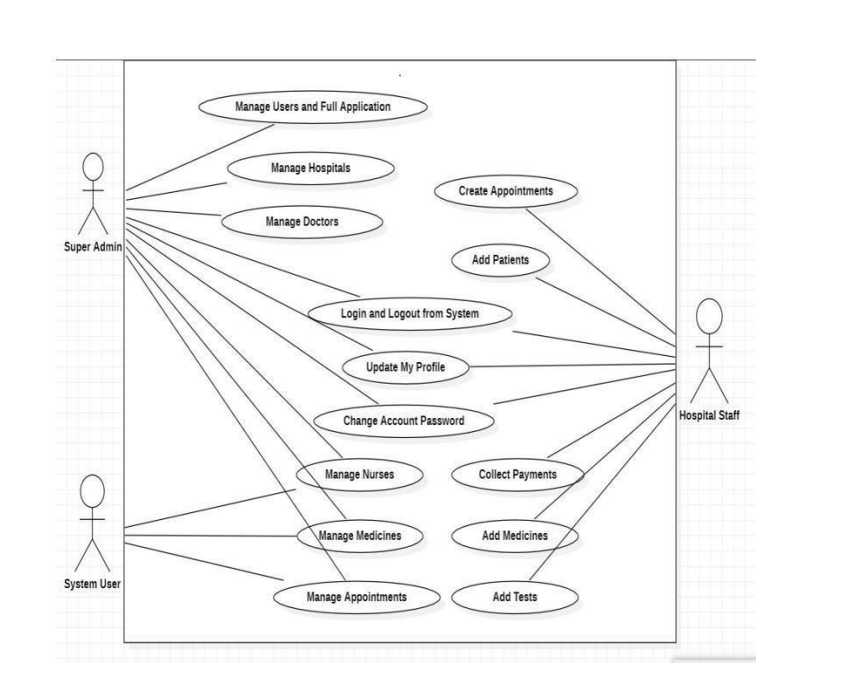 Manage Users and Full Application
Manage Hospitals
Create Appointments
Manage Doctors
Super Admin
Add Patients
Login and Logout from System
Update My Profile
Hospital Staff
Change Account Password
Manage Nurses
Collect Payments
Manage Medicines
Add Medicines
System User
Manage Appointments
Add Tests